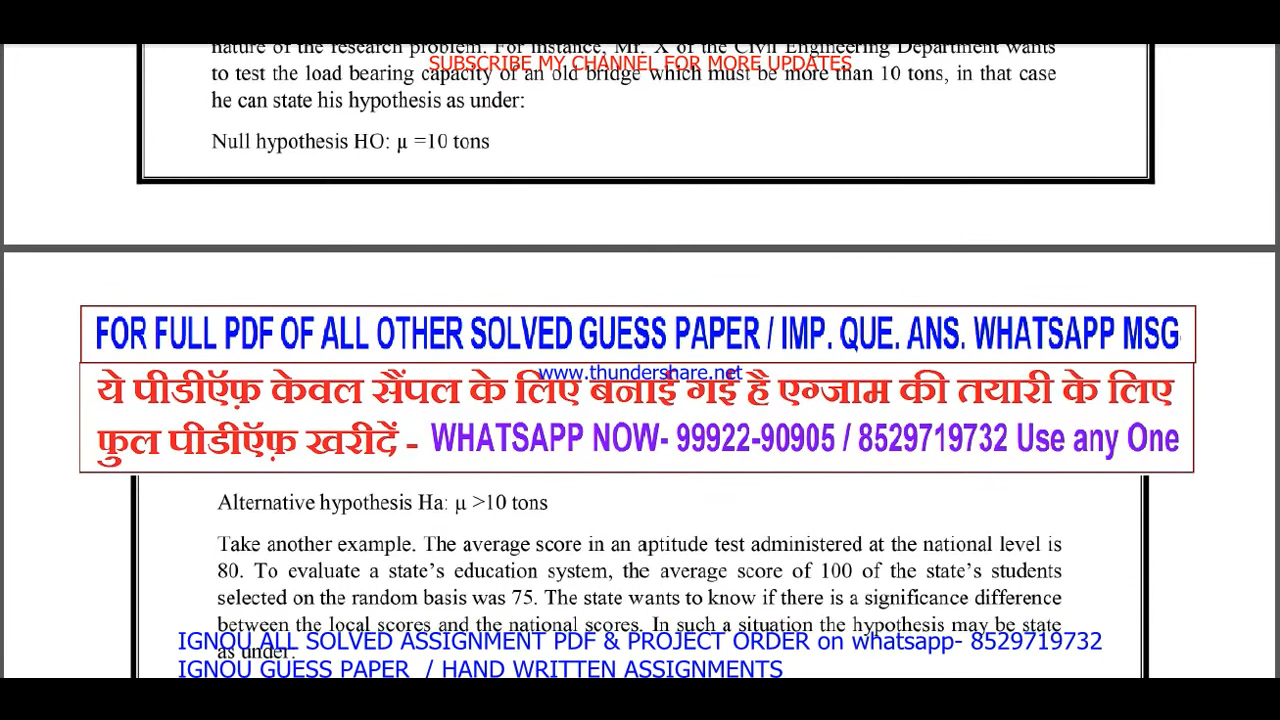 nature of the research problem. For instance, Mr. X of the Civil Engineering Department wants
SUBSCRIBE MY CHANNEL FOR MORE UPDATES
to test the load bearing capacity of an old bridge which must be more than 10 tons, in that case
he can state his hypothesis as under:
Null hypothesis HO: µ =10 tons
FOR FULL PDF OF ALL OTHER SOLVED GUESS PAPER / IMP. QUE. ANS. WHATSAPP MSG
www.thundershare.net
ये पीडीऍफ़ केवल सैंपल के लिए बनाई गई है एग्जाम की तयारी के लिए
फुल पीडीऍफ़ खरीदें - WHATSAPP NOW- 99922-90905 / 8529719732 Use any One
Alternative hypothesis Ha: µ >10 tons
Take another example. The average score in an aptitude test administered at the national level is
80. To evaluate a state’s education system, the average score of 100 of the state’s students
selected on the random basis was 75. The state wants to know if there is a significance difference
between the local scores and the national scores. In such a situation the hypothesis may be state
IGNOU ALL SOLVED ASSIGNMENT PDF & PROJECT ORDER on whatsapp- 8529719732
as under:
IGNOU GUESS PAPER / HAND WRITTEN ASSIGNMENTS